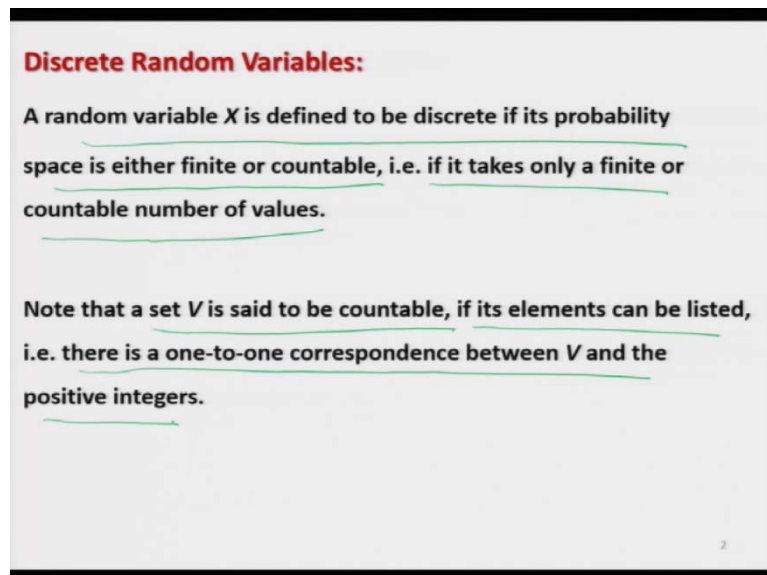 Discrete Random Variables:
A random variable X is defined to be discrete if its probability
space is either finite or countable, i.e. if it takes only a finite or
countable number of values.
Note that a set V is said to be countable, if its elements can be listed,
i.e. there is a one-to-one correspondence between V and the
positive integers.
2